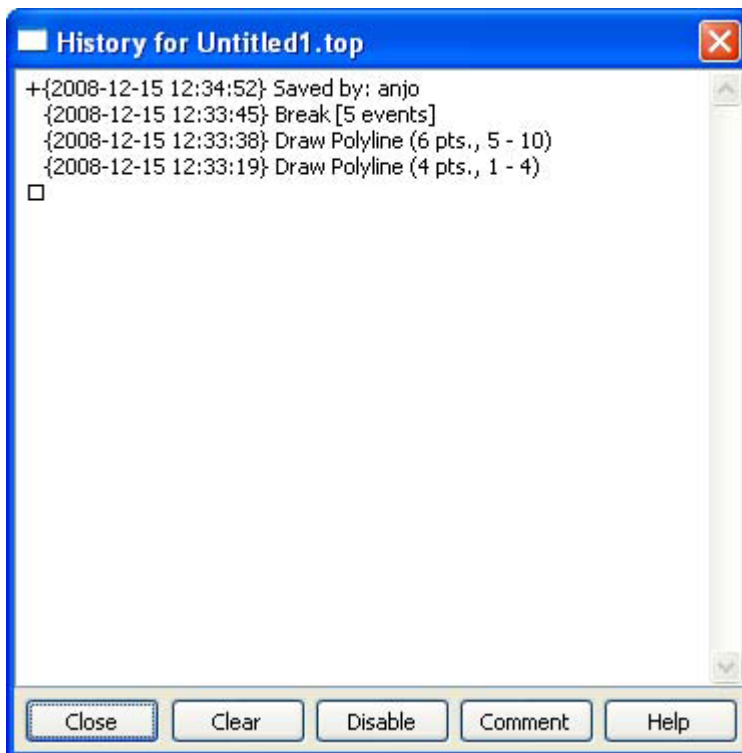 History for Untitled1.top
+{2008-12-15 12:34:52} Saved by: anjo
{2008-12-15 12:33:45} Break [5 events]
{2008-12-15 12:33:38} Draw Polyline (6 pts., 5 - 10)
{2008-12-15 12:33:19} Draw Polyline (4 pts., 1 - 4)
Close Clear Disable Comment Help